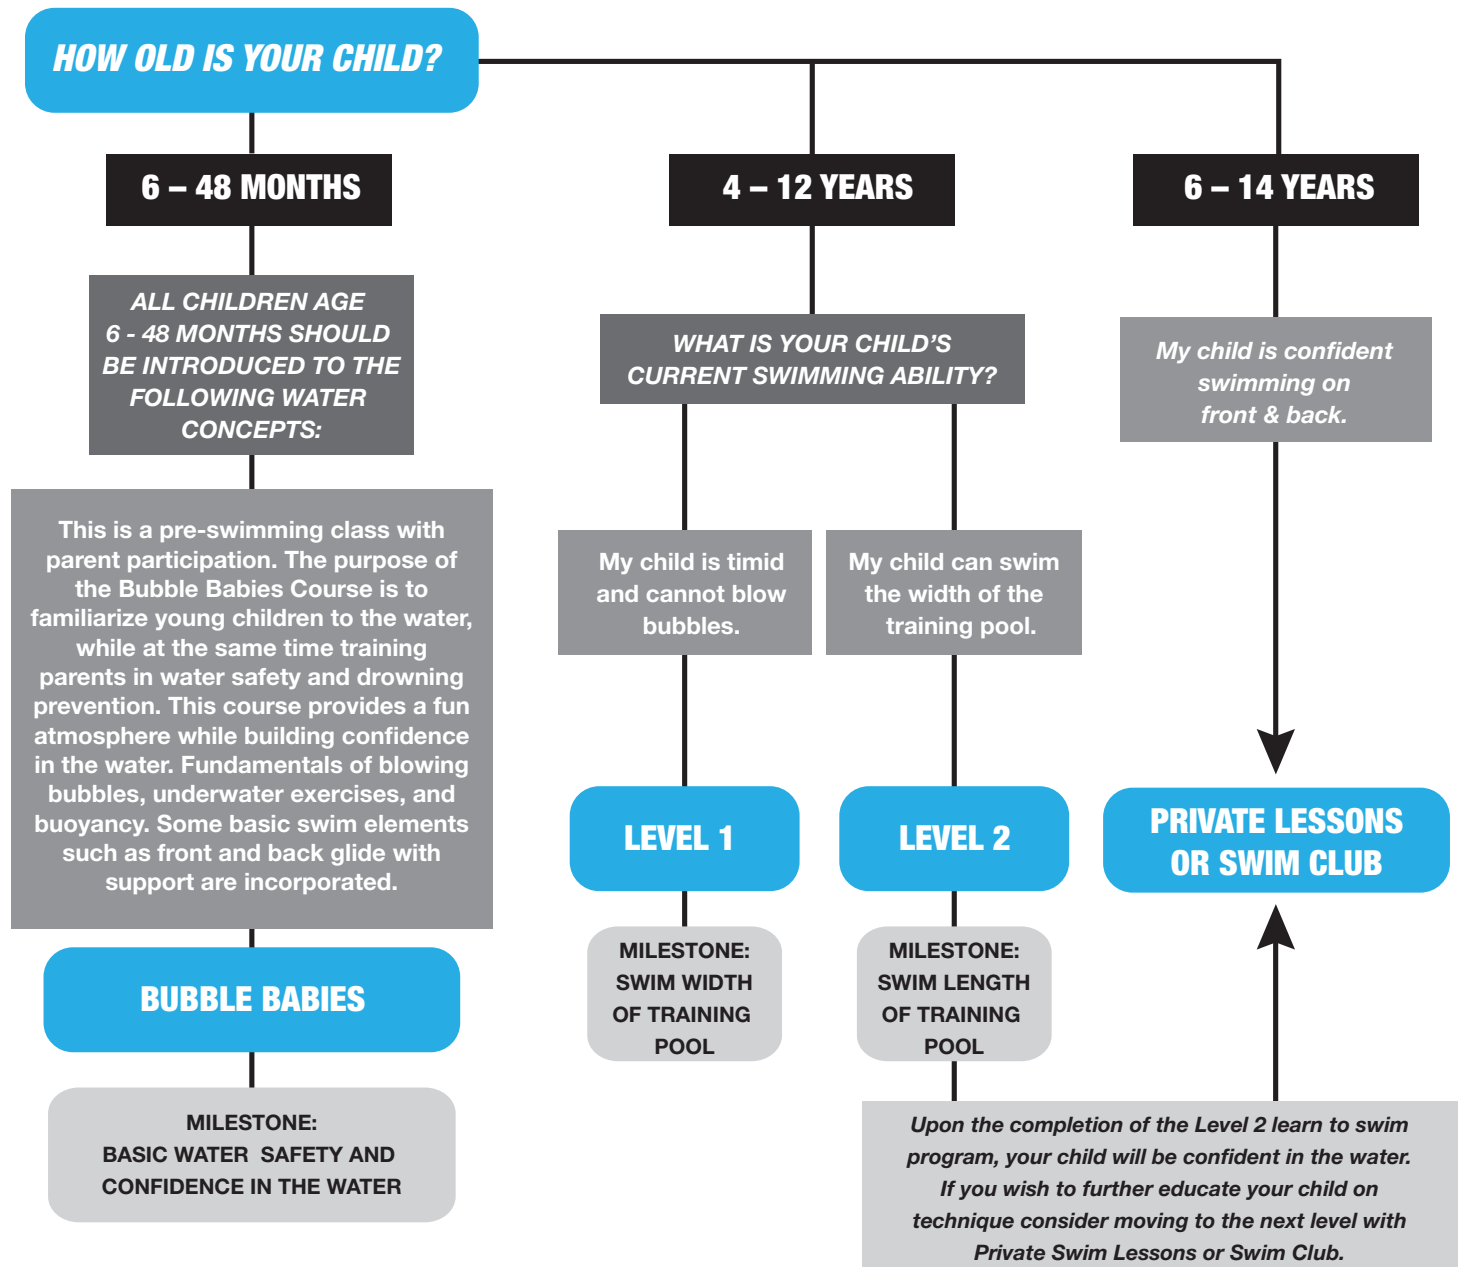 HOW OLD IS YOUR CHILD?
6 – 48 MONTHS
ALL CHILDREN AGE
6 - 48 MONTHS SHOULD
BE INTRODUCED TO THE
FOLLOWING WATER
CONCEPTS:
This is a pre-swimming class with
parent participation. The purpose of
the Bubble Babies Course is to
familiarize young children to the water,
while at the same time training
parents in water safety and drowning
prevention. This course provides a fun
atmosphere while building confidence
in the water. Fundamentals of blowing
bubbles, underwater exercises, and
buoyancy. Some basic swim elements
such as front and back glide with
support are incorporated.
BUBBLE BABIES
MILESTONE:
BASIC WATER SAFETY AND
CONFIDENCE IN THE WATER
4 – 12 YEARS
WHAT IS YOUR CHILD'S
CURRENT SWIMMING ABILITY?
My child is timid
and cannot blow
bubbles.
LEVEL 1
MILESTONE:
SWIM WIDTH
OF TRAINING
POOL
My child can swim
the width of the
training pool.
LEVEL 2
MILESTONE:
SWIM LENGTH
OF TRAINING
POOL
6 – 14 YEARS
My child is confident
swimming on
front & back.
PRIVATE LESSONS
OR SWIM CLUB
Upon the completion of the Level 2 learn to swim
program, your child will be confident in the water.
If you wish to further educate your child on
technique consider moving to the next level with
Private Swim Lessons or Swim Club.